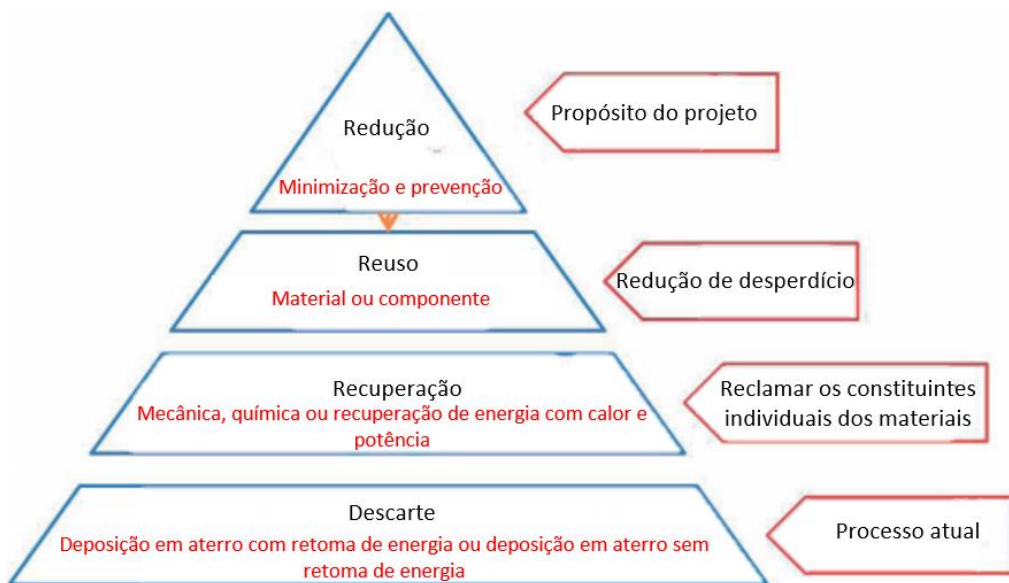 Redução
Propósito do projeto
Minimização e prevenção
Reuso
Material ou componente
Redução de desperdício
Recuperação
Mecânica, química ou recuperação de energia com calor e
potência
Reclamar os constituintes
individuais dos materiais
Descarte
Deposição em aterro com retoma de energia ou deposição em aterro sem
retoma de energia
Processo atual